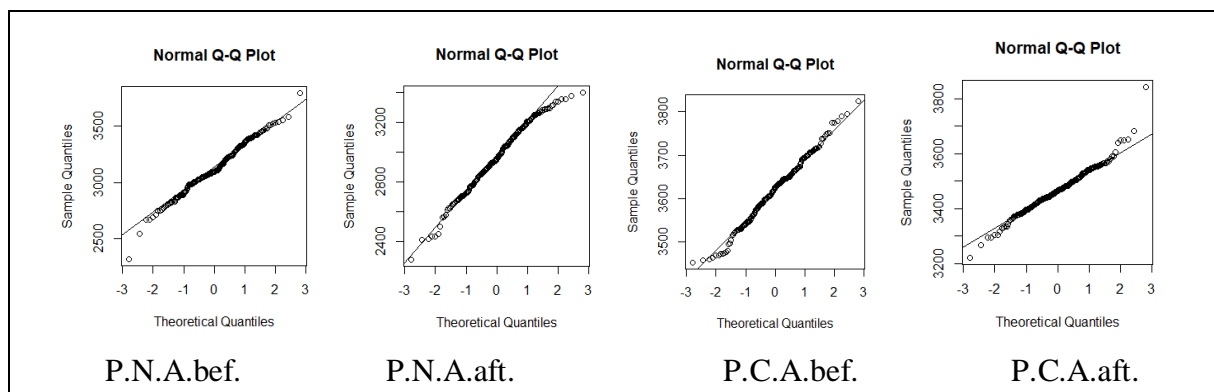 Normal Q-Q Plot
Sample Quantiles
3500
3000
2500
-3 -2 -1 0 1 2 3
Theoretical Quantiles
P.N.A.bef.
Normal Q-Q Plot
Sample Quantiles
3200
2800
2400
-3 -2 -1 0 1 2 3
Theoretical Quantiles
P.N.A.aft.
Normal Q-Q Plot
Sample Quantiles
3800
3700
3600
3500
-3 -2 -1 0 1 2 3
Theoretical Quantiles
P.C.A.bef.
Normal Q-Q Plot
Sample Quantiles
3800
3600
3400
3200
-3 -2 -1 0 1 2 3
Theoretical Quantiles
P.C.A.aft.